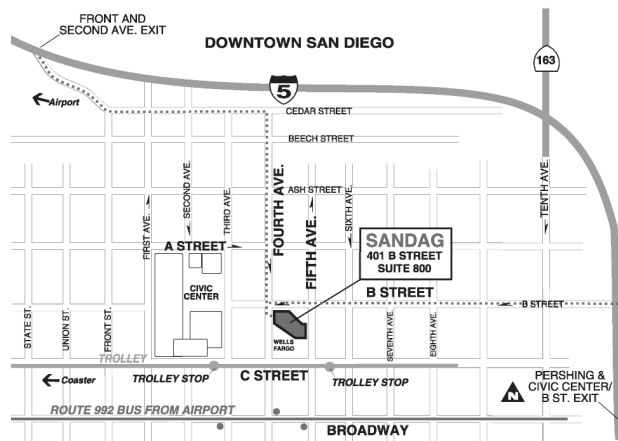 FRONT AND
SECOND AVE. EXIT
DOWNTOWN SAN DIEGO
163
5
Airport
CEDAR STREET
BEECH STREET
ASH STREET
FIRST AVE.
SECOND AVE.
THIRD AVE.
FOURTH AVE.
FIFTH AVE.
SIXTH AVE.
TENTH AVE.
A STREET
SANDAG
401 B STREET
SUITE 800
CIVIC
CENTER
B STREET
B STREET
STATE ST.
UNION ST.
FRONT ST.
WELLS
FARGO
SEVENTH AVE.
EIGHTH AVE.
TROLLEY
Coaster
TROLLEY STOP
C STREET
TROLLEY STOP
N
PERSHING &
CIVIC CENTER/
B ST. EXIT
ROUTE 992 BUS FROM AIRPORT
BROADWAY